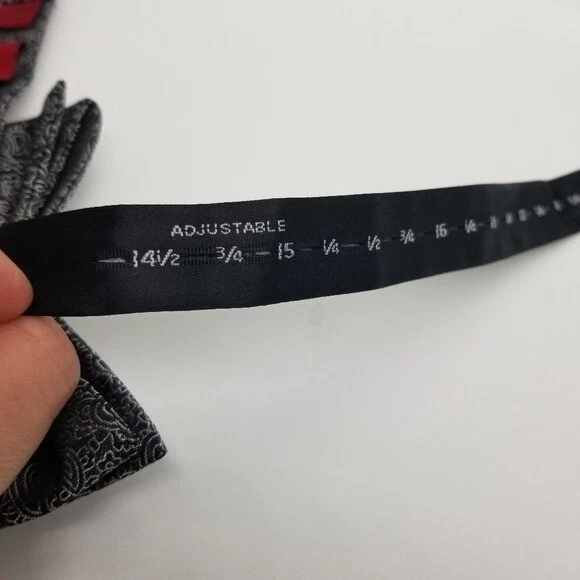 ADJUSTABLE
14½ ¾ 15 ¼ ½ ¾ 16 ¼